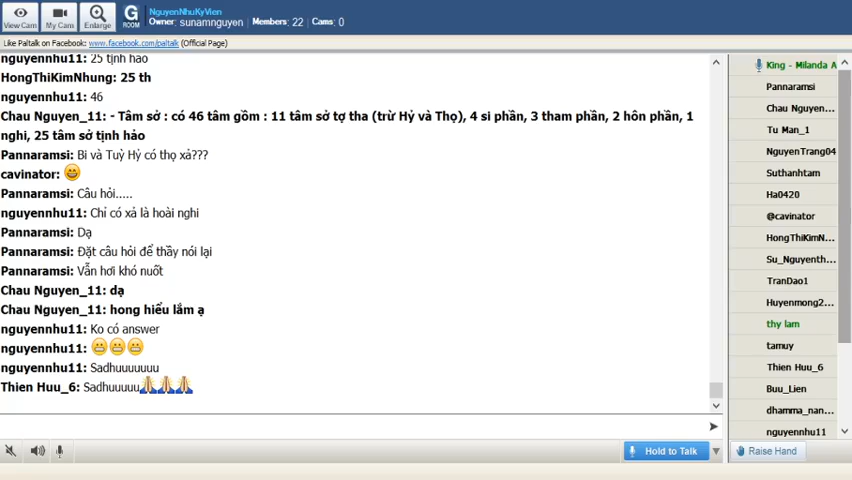 NguyenNhuKyVien
Owner: sunamnguyen Members: 22 Cams: 0
View Cam
My Cam
Enlarge
G
ROOM
Like Paltalk on Facebook: www.facebook.com/paltalk (Official Page)
nguyennhu11: 25 tịnh hảo
HongThiKimNhung: 25 th
nguyennhu11: 46
Chau Nguyen_11: - Tâm sở : có 46 tâm gồm : 11 tâm sở tợ tha (trừ Hỷ và Thọ), 4 si phần, 3 tham phần, 2 hôn phần, 1
nghi, 25 tâm sở tịnh hảo
Pannaramsi: Bi và Tuỳ Hỷ có thọ xả???
cavinator: 😄
Pannaramsi: Câu hỏi.....
nguyennhu11: Chỉ có xả là hoài nghi
Pannaramsi: Dạ
Pannaramsi: Đặt câu hỏi để thầy nói lại
Pannaramsi: Vẫn hơi khó nuốt
Chau Nguyen_11: dạ
Chau Nguyen_11: hong hiểu lắm ạ
nguyennhu11: Ko có answer
nguyennhu11: 😬😬😬
nguyennhu11: Sadhuuuuuuu
Thien Huu_6: Sadhuuuuu🙏🙏🙏
Hold to Talk
King - Milanda A
Pannaramsi
Chau Nguyen...
Tu Man_1
NguyenTrang04
Suthanhtam
Ha0420
@cavinator
HongThiKimN...
Su_Nguyenth...
TranDao1
Huyenmong2...
thy lam
tamuy
Thien Huu_6
Buu_Lien
dhamma_nan...
nguyennhu11
Raise Hand